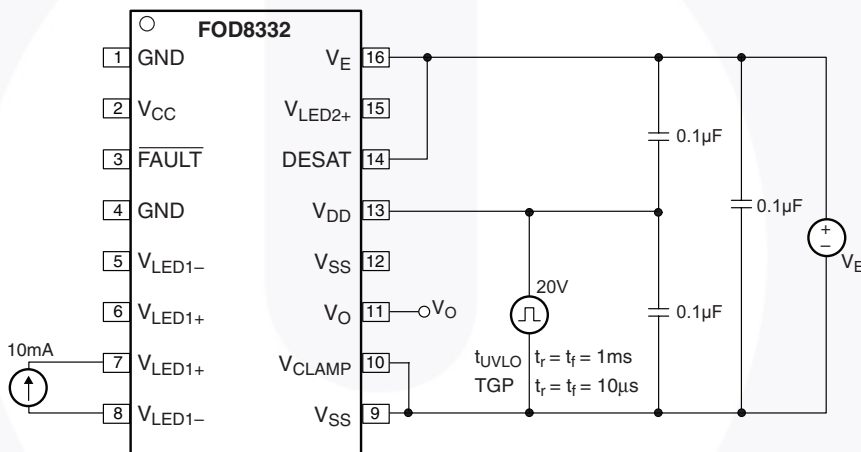 FOD8332
1 GND
2 VCC
3 FAULT
4 GND
5 VLED1–
6 VLED1+
7 VLED1+
8 VLED1–
10mA
VE 16
VLED2+ 15
DESAT 14
VDD 13
VSS 12
VO 11
VO
VCLAMP 10
VSS 9
0.1µF
0.1µF
0.1µF
+
–
VE
20V
tUVLO tr = tf = 1ms
TGP tr = tf = 10µs